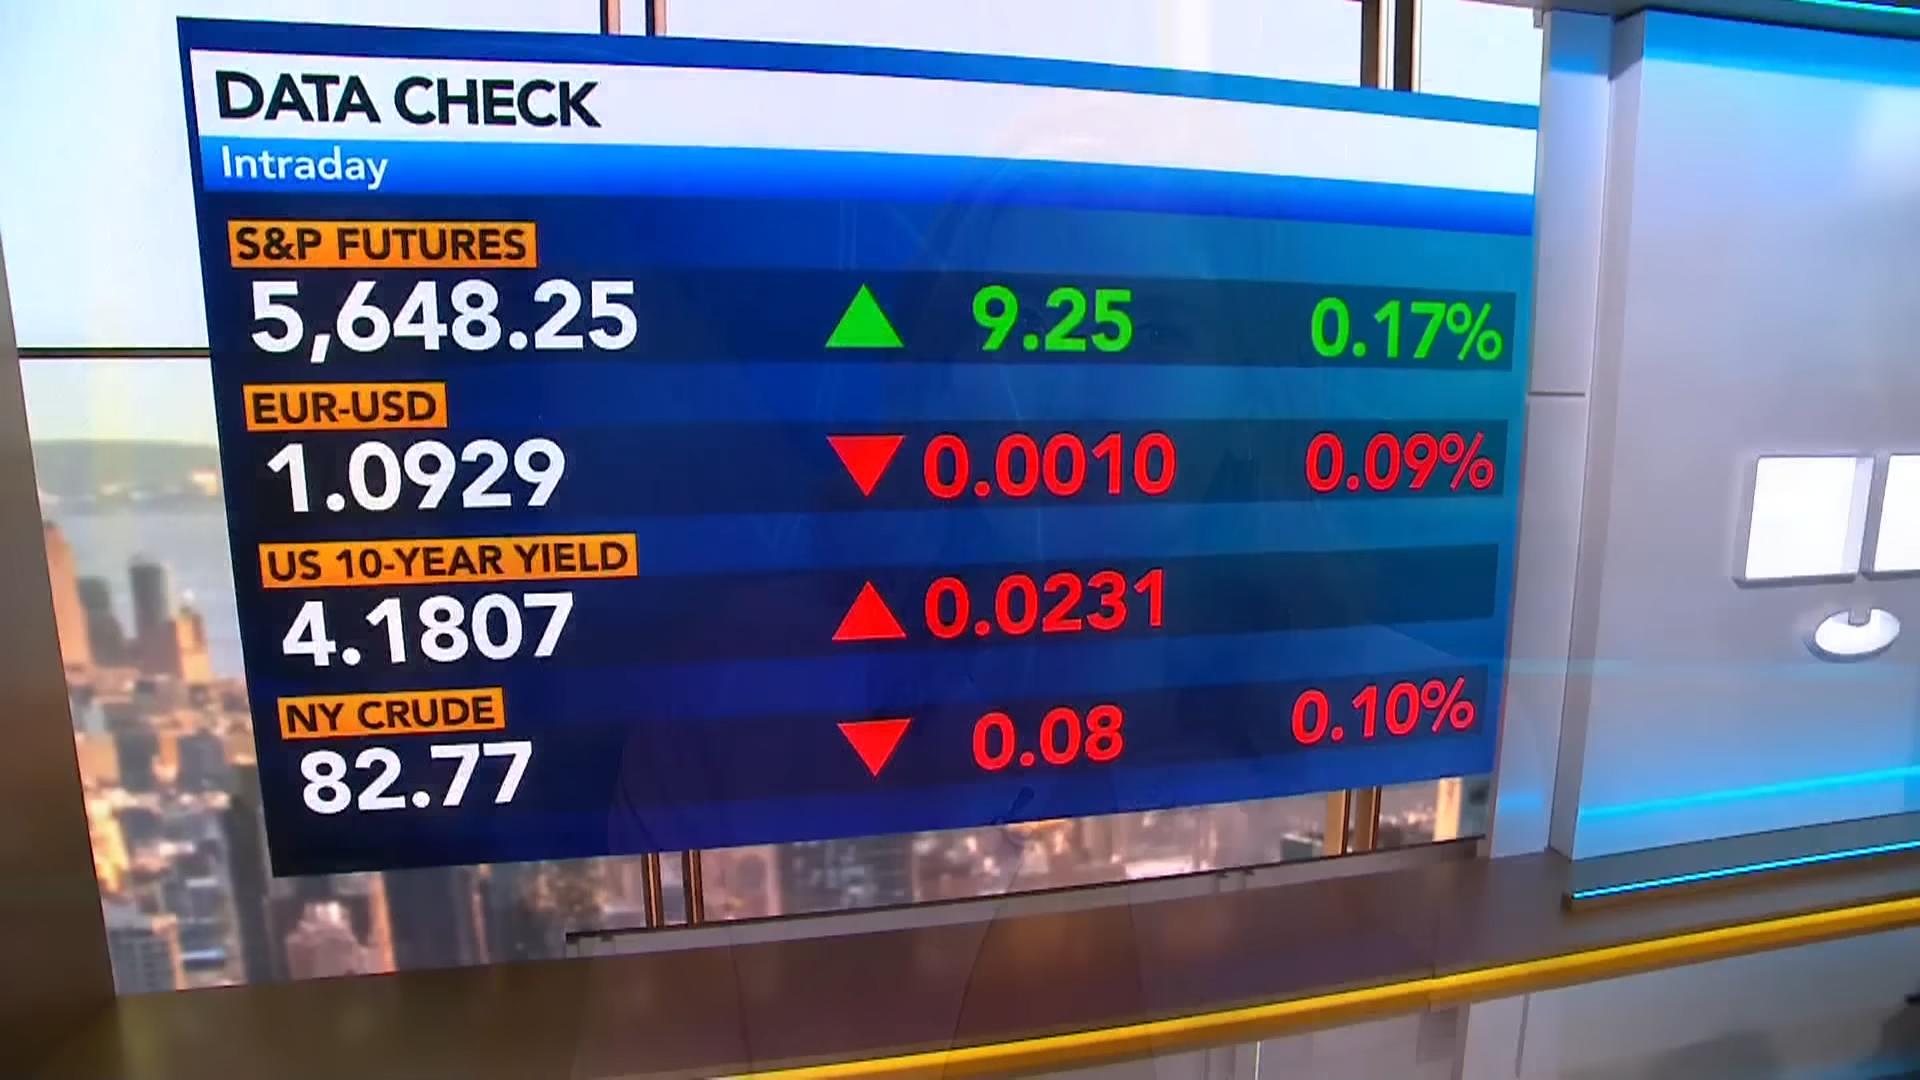 DATA CHECK
Intraday
S&P FUTURES
5,648.25 ▲ 9.25 0.17%
EUR-USD
1.0929 ▼ 0.0010 0.09%
US 10-YEAR YIELD
4.1807 ▲ 0.0231
NY CRUDE
82.77 ▼ 0.08 0.10%